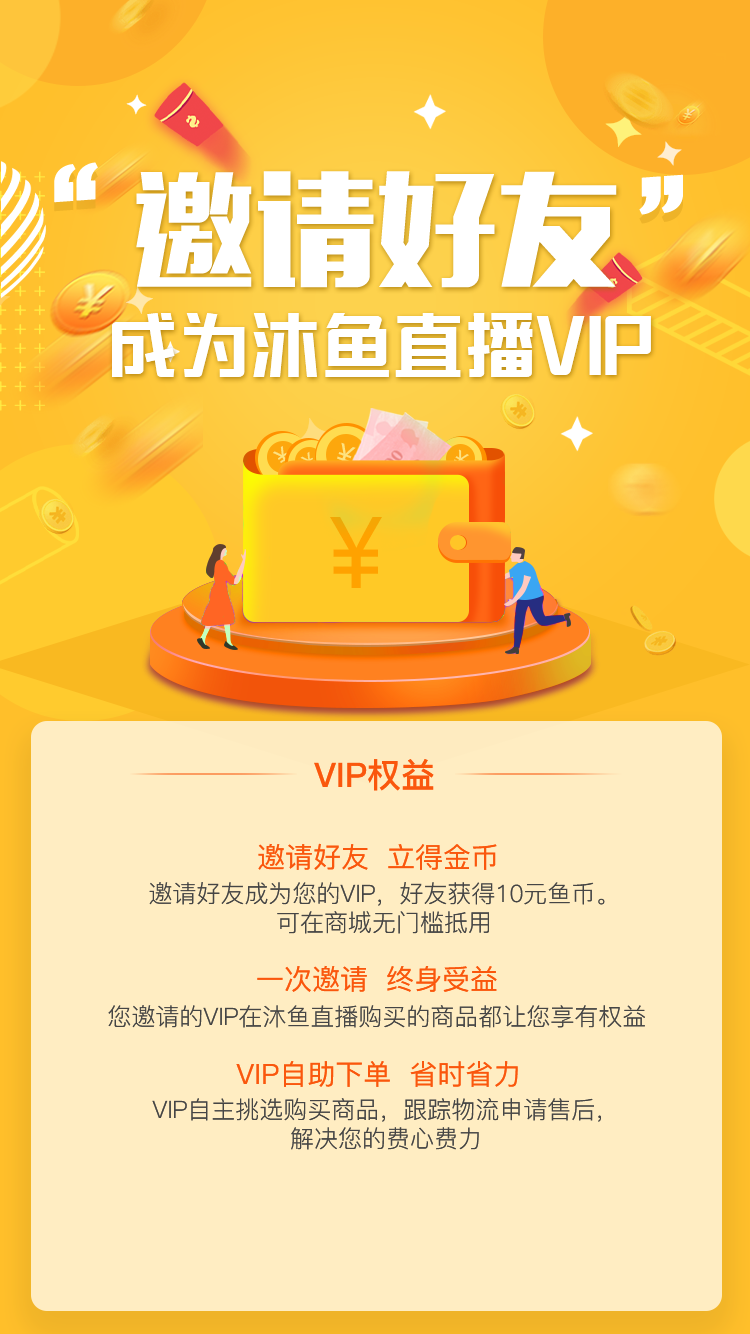 “邀请好友”
成为沐鱼直播VIP
¥
VIP权益
邀请好友 立得金币
邀请好友成为您的VIP，好友获得10元鱼币。
可在商城无门槛抵用
一次邀请 终身受益
您邀请的VIP在沐鱼直播购买的商品都让您享有权益
VIP自助下单 省时省力
VIP自主挑选购买商品，跟踪物流申请售后，
解决您的费心费力